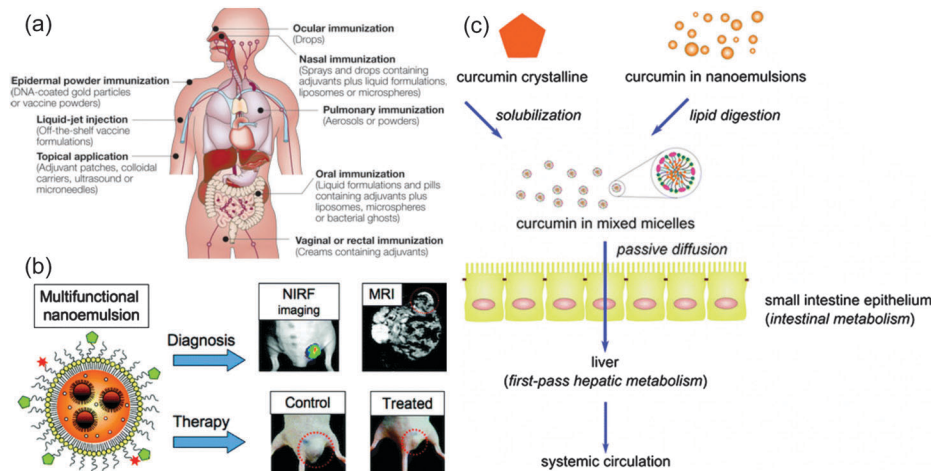 (a)
Ocular immunization
(Drops)
Nasal immunization
(Sprays and drops containing
adjuvants plus liquid formulations,
liposomes or microspheres)
Epidermal powder immunization
(DNA-coated gold particles
or vaccine powders)
Pulmonary immunization
(Aerosols or powders)
Liquid-jet injection
(Off-the-shelf vaccine
formulations)
Topical application
(Adjuvant patches, colloidal
carriers, ultrasound or
microneedles)
Oral immunization
(Liquid formulations and pills
containing adjuvants plus
liposomes, microspheres
or bacterial ghosts)
Vaginal or rectal immunization
(Creams containing adjuvants)
(b)
Multifunctional
nanoemulsion
Diagnosis
NIRF
imaging
MRI
Therapy
Control
Treated
(c)
curcumin crystalline
curcumin in nanoemulsions
solubilization
lipid digestion
curcumin in mixed micelles
passive diffusion
small intestine epithelium
(intestinal metabolism)
liver
(first-pass hepatic metabolism)
systemic circulation